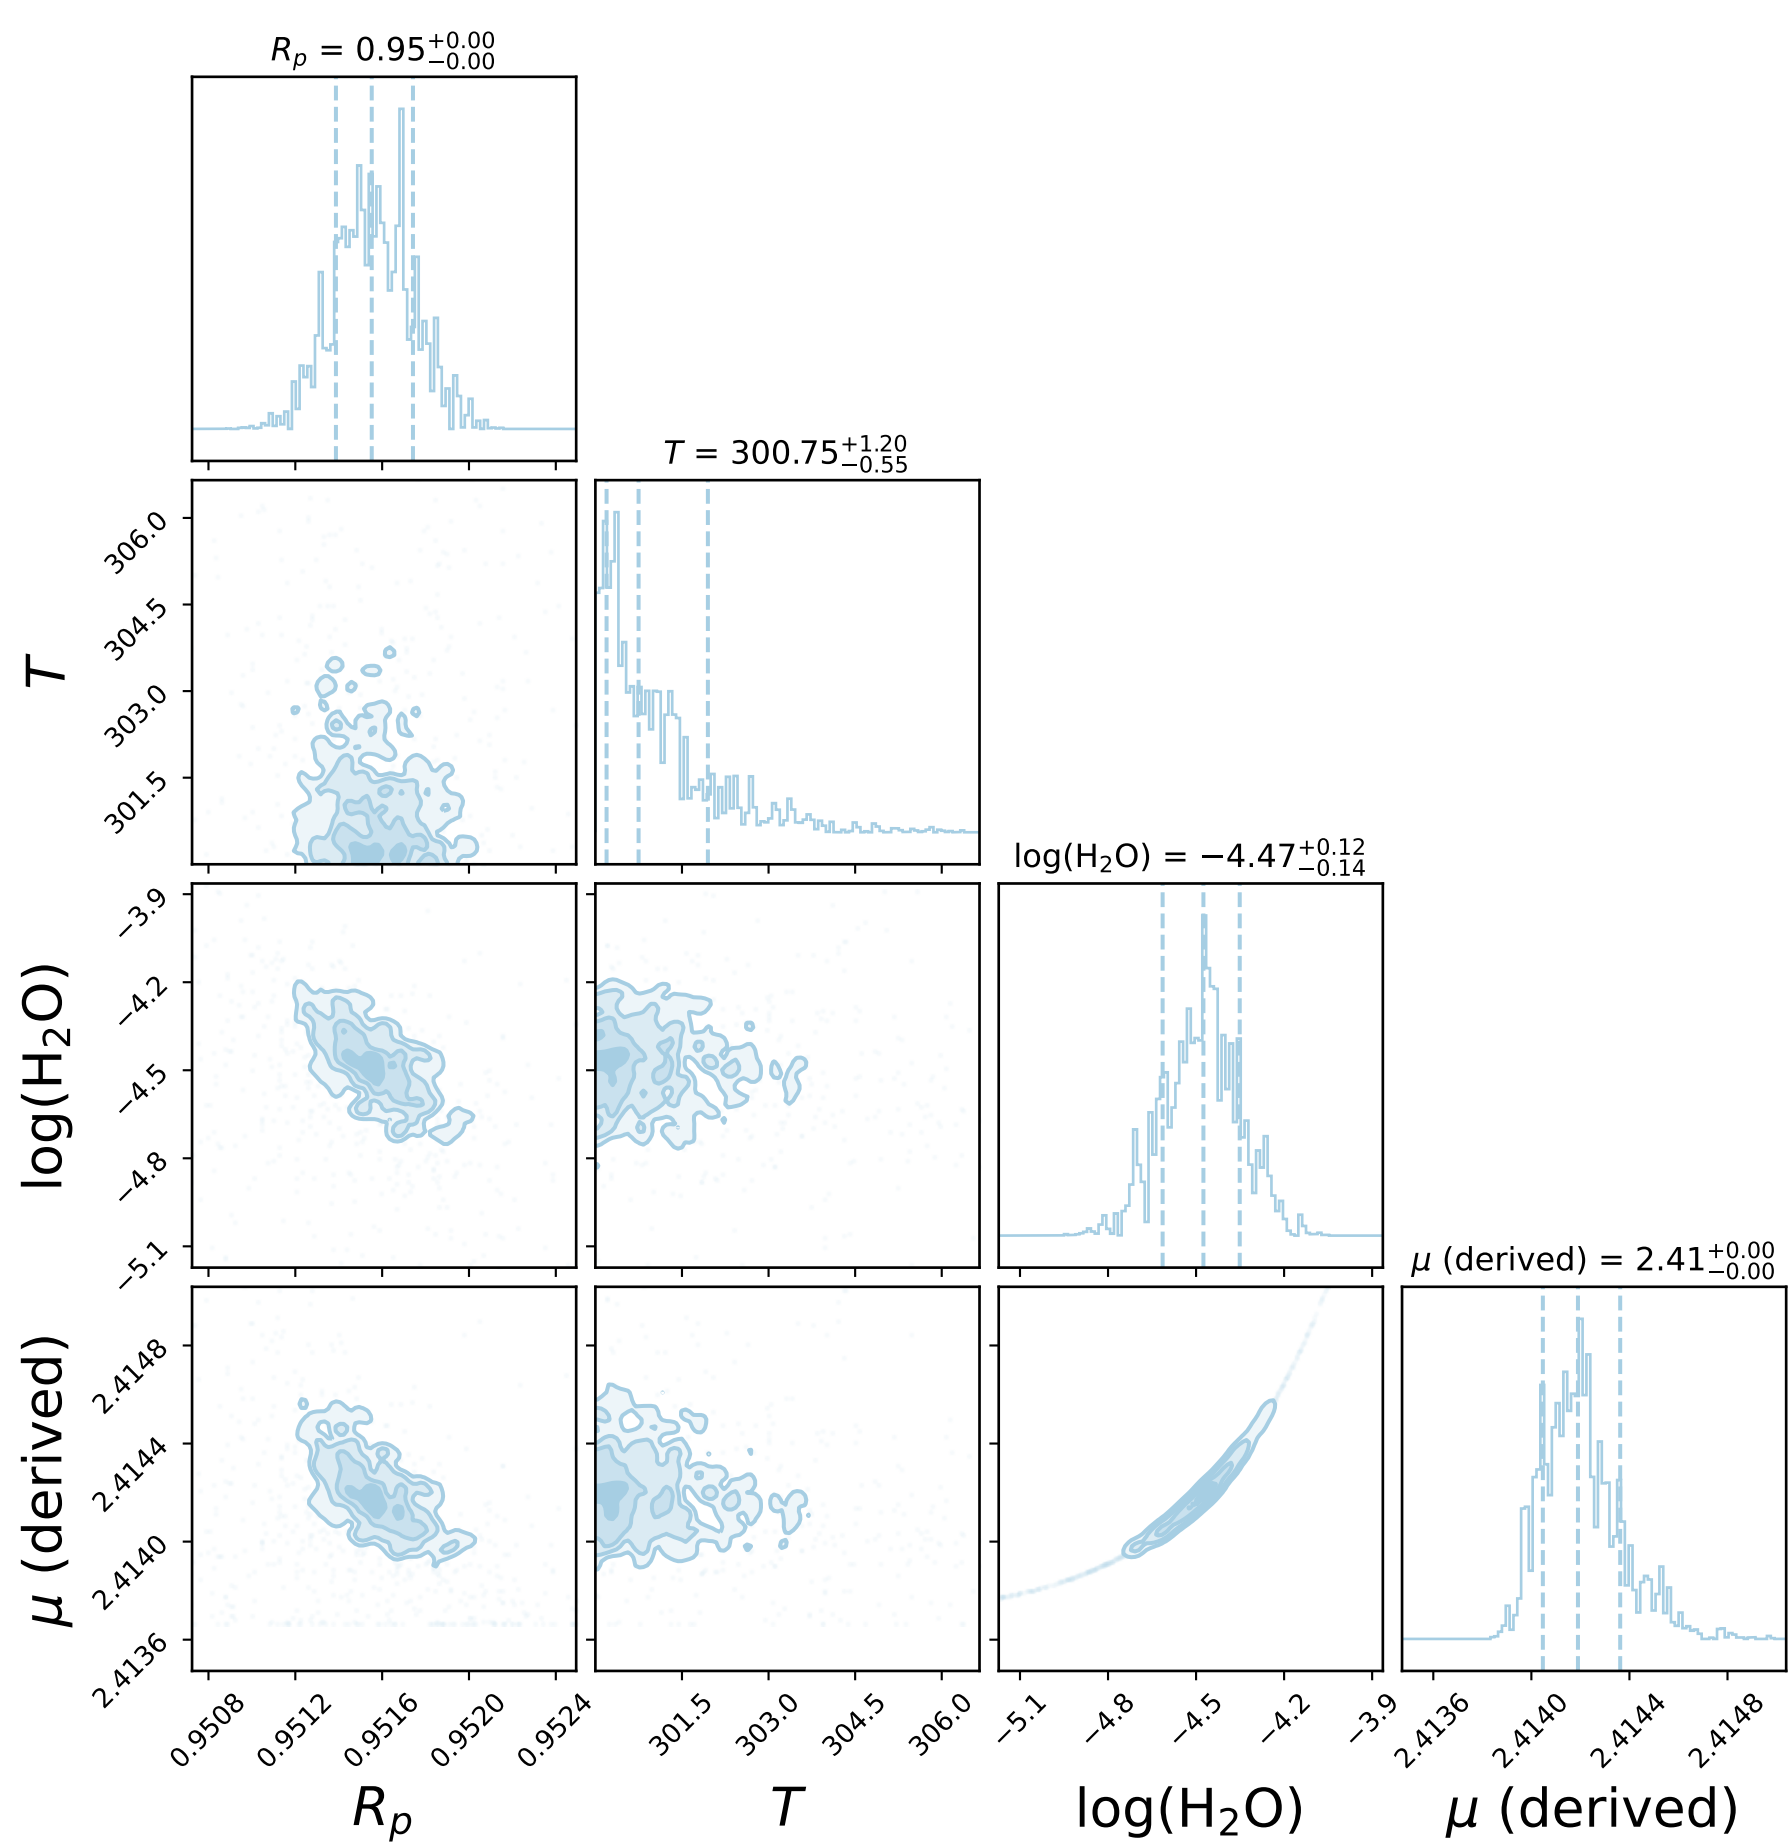 Rp = 0.95+0.00−0.00
T = 300.75+1.20−0.55
306.0
304.5
303.0
301.5
T
log(H2O) = −4.47+0.12−0.14
−3.9
−4.2
−4.5
−4.8
−5.1
log(H2O)
μ (derived) = 2.41+0.00−0.00
2.4148
2.4144
2.4140
2.4136
μ (derived)
0.9508 0.9512 0.9516 0.9520 0.9524 301.5 303.0 304.5 306.0 −5.1 −4.8 −4.5 −4.2 −3.9 2.4136 2.4140 2.4144 2.4148
Rp T log(H2O) μ (derived)